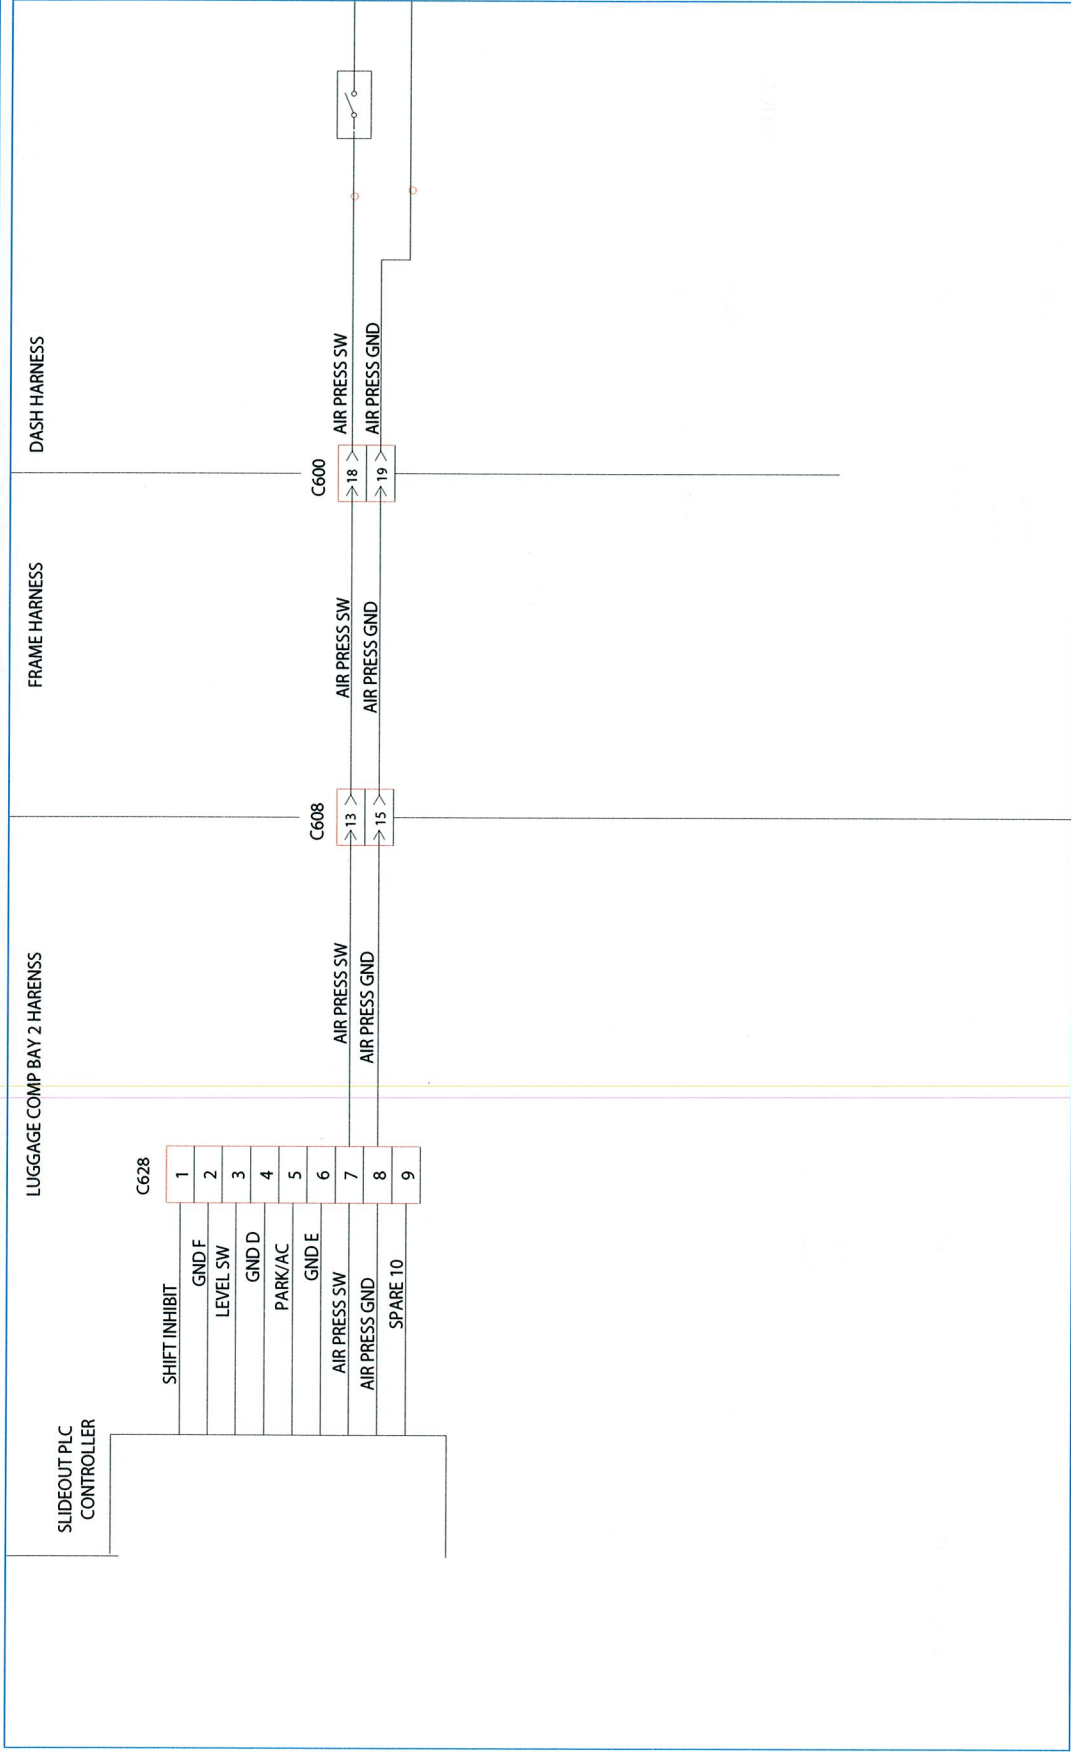 LUGGAGE COMP BAY 2 HARENSS
FRAME HARNESS
DASH HARNESS
SLIDEOUT PLC
CONTROLLER
C628
SHIFT INHIBIT
1
GND F
2
LEVEL SW
3
GND D
4
PARK/AC
5
GND E
6
AIR PRESS SW
7
AIR PRESS GND
8
SPARE 10
9
AIR PRESS SW
AIR PRESS GND
C608
13
15
AIR PRESS SW
AIR PRESS GND
C600
18
19
AIR PRESS SW
AIR PRESS GND